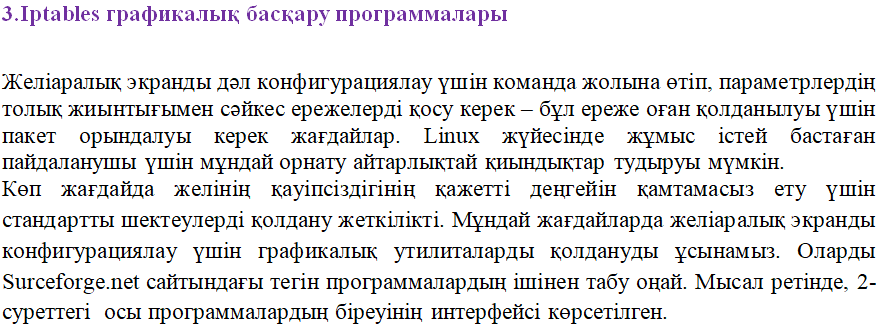 3.Iptables графикалық басқару программалары
Желіаралық экранды дәл конфигурациялау үшін команда жолына өтіп, параметрлердің
толық жиынтығымен сәйкес ережелерді қосу керек – бұл ереже оған қолданылуы үшін
пакет орындалуы керек жағдайлар. Linux жүйесінде жұмыс істей бастаған
пайдаланушы үшін мұндай орнату айтарлықтай қиындықтар тудыруы мүмкін.
Көп жағдайда желінің қауіпсіздігінің қажетті деңгейін қамтамасыз ету үшін
стандартты шектеулерді қолдану жеткілікті. Мұндай жағдайларда желіаралық экранды
конфигурациялау үшін графикалық утилиталарды қолдануды ұсынамыз. Оларды
Surceforge.net сайтындағы тегін программалардың ішінен табу оңай. Мысал ретінде, 2-
суреттегі осы программалардың біреуінің интерфейсі көрсетілген.